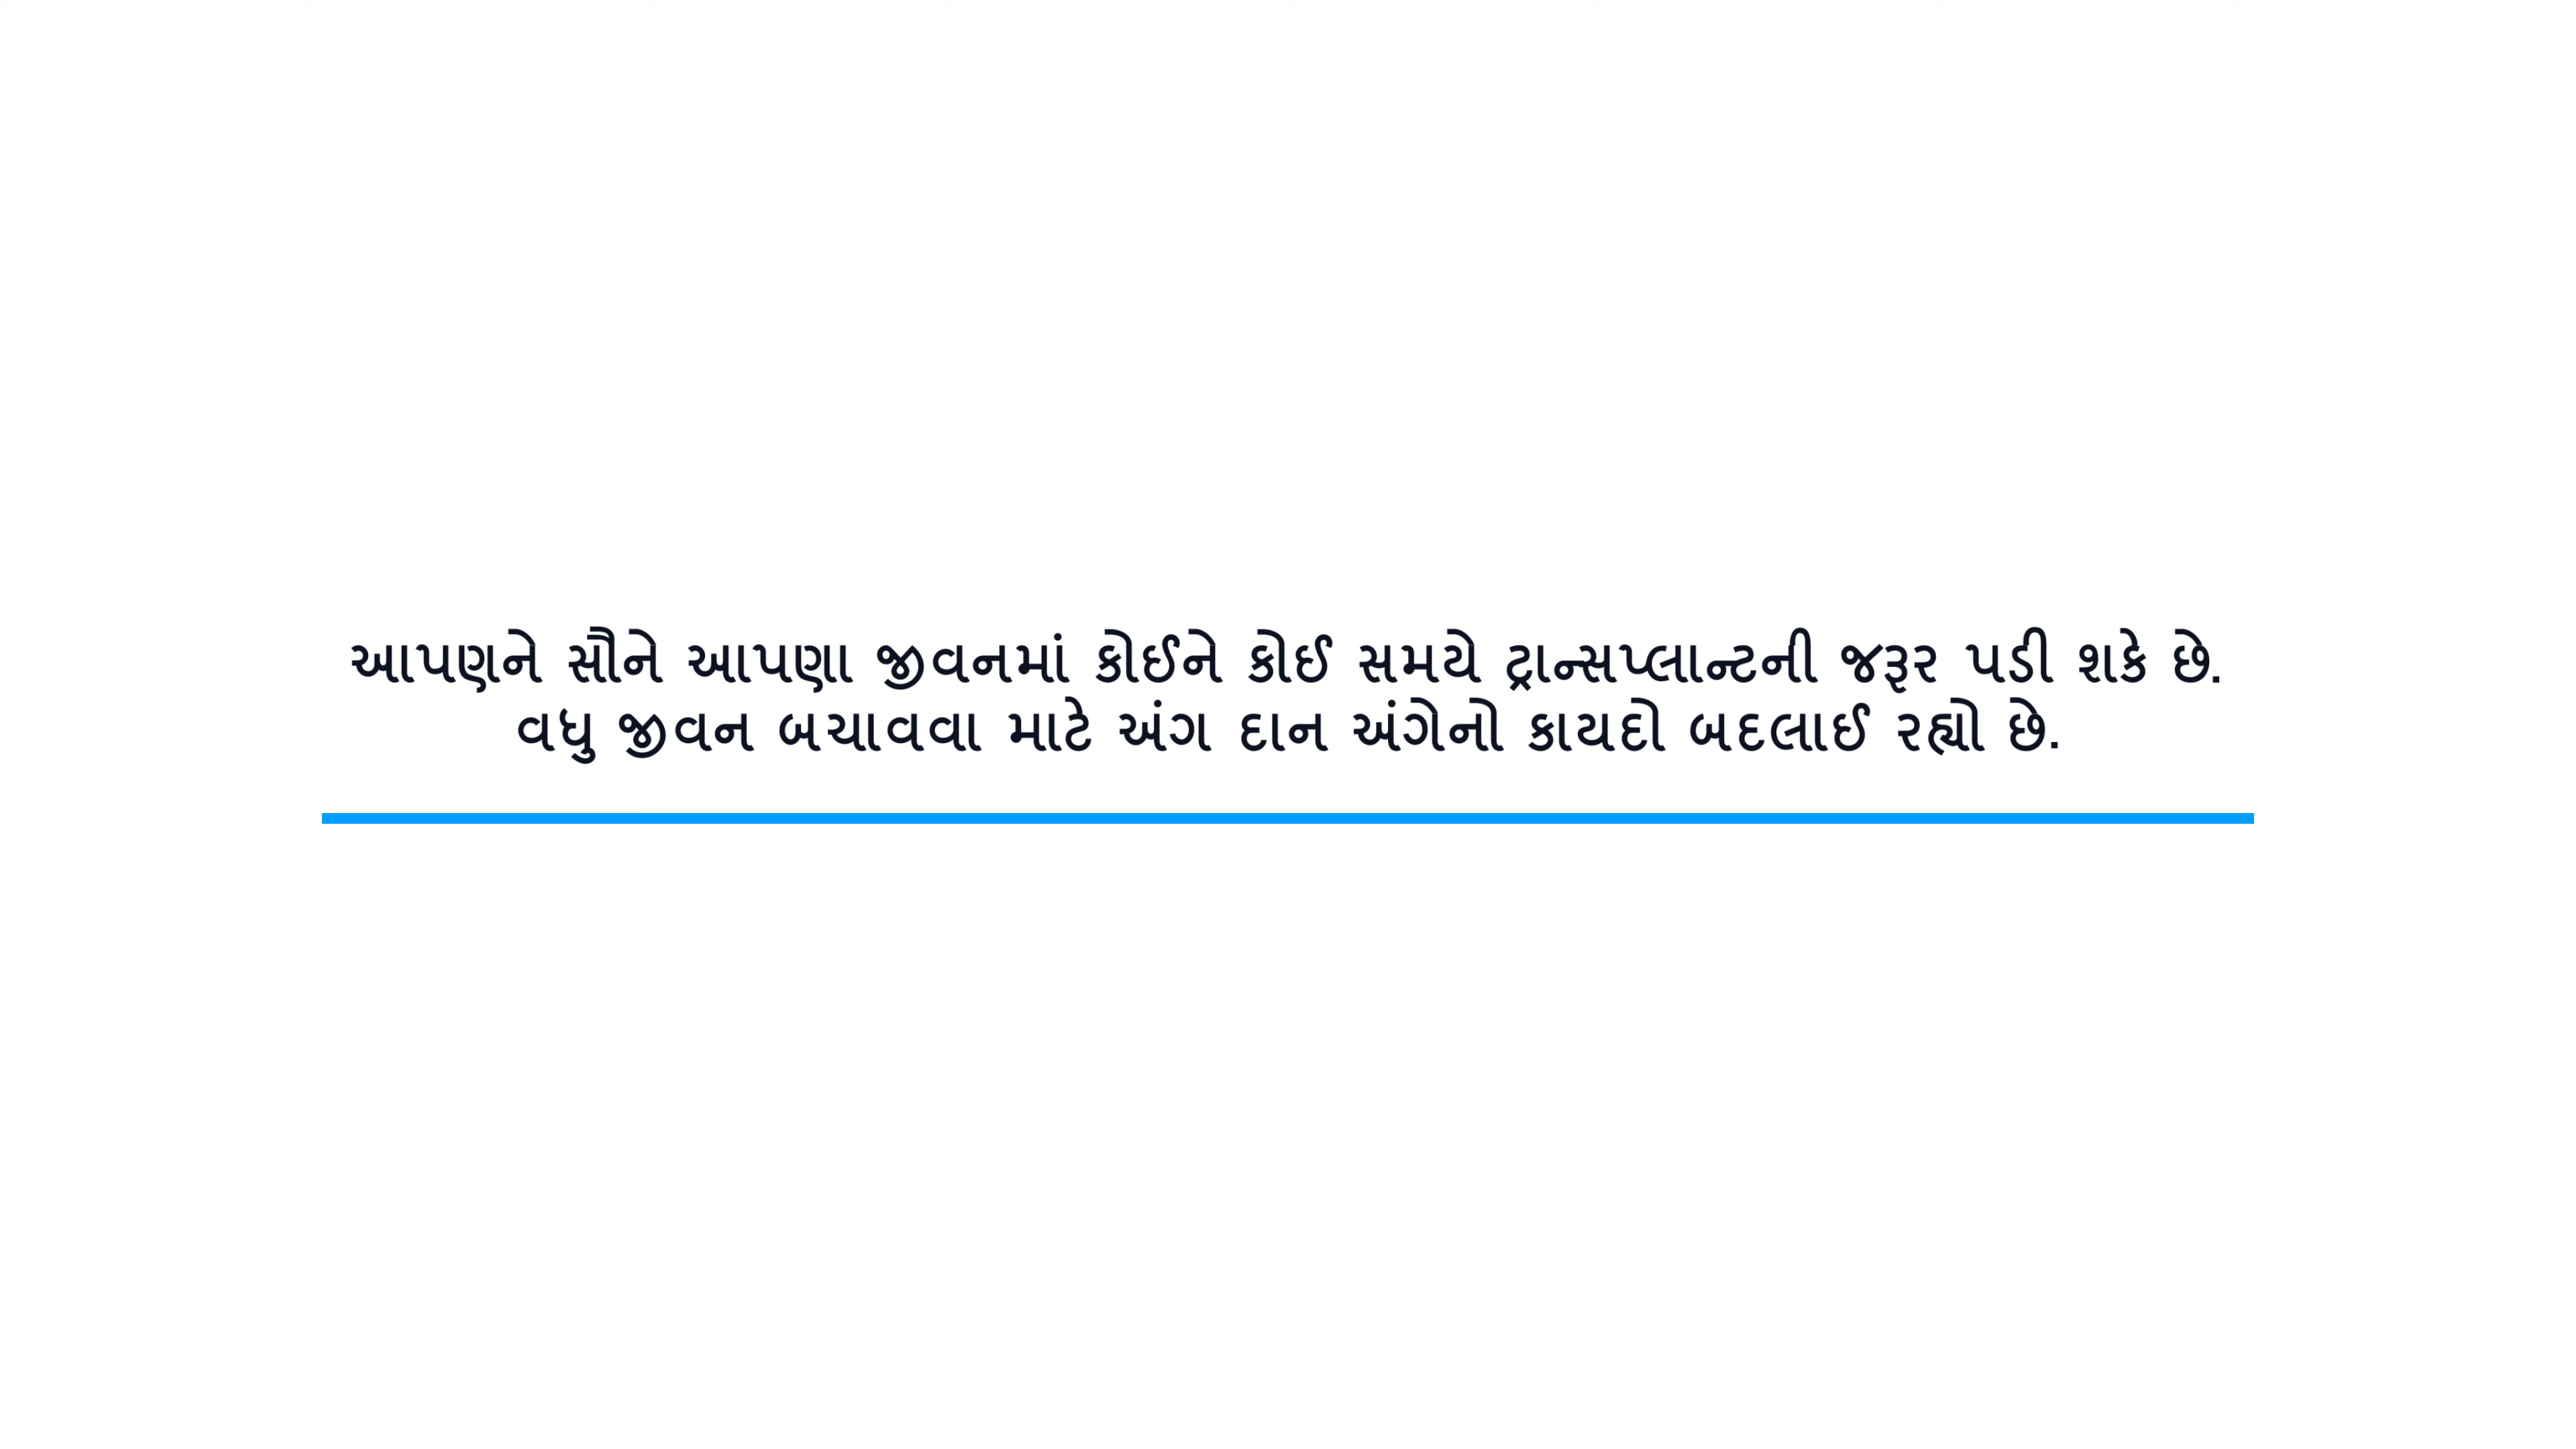 આપણને સૌને આપણા જીવનમાં કોઈને કોઈ સમયે ટ્રાન્સપ્લાન્ટની જરૂર પડી શકે છે.
વધુ જીવન બચાવવા માટે અંગ દાન અંગેનો કાયદો બદલાઈ રહ્યો છે.